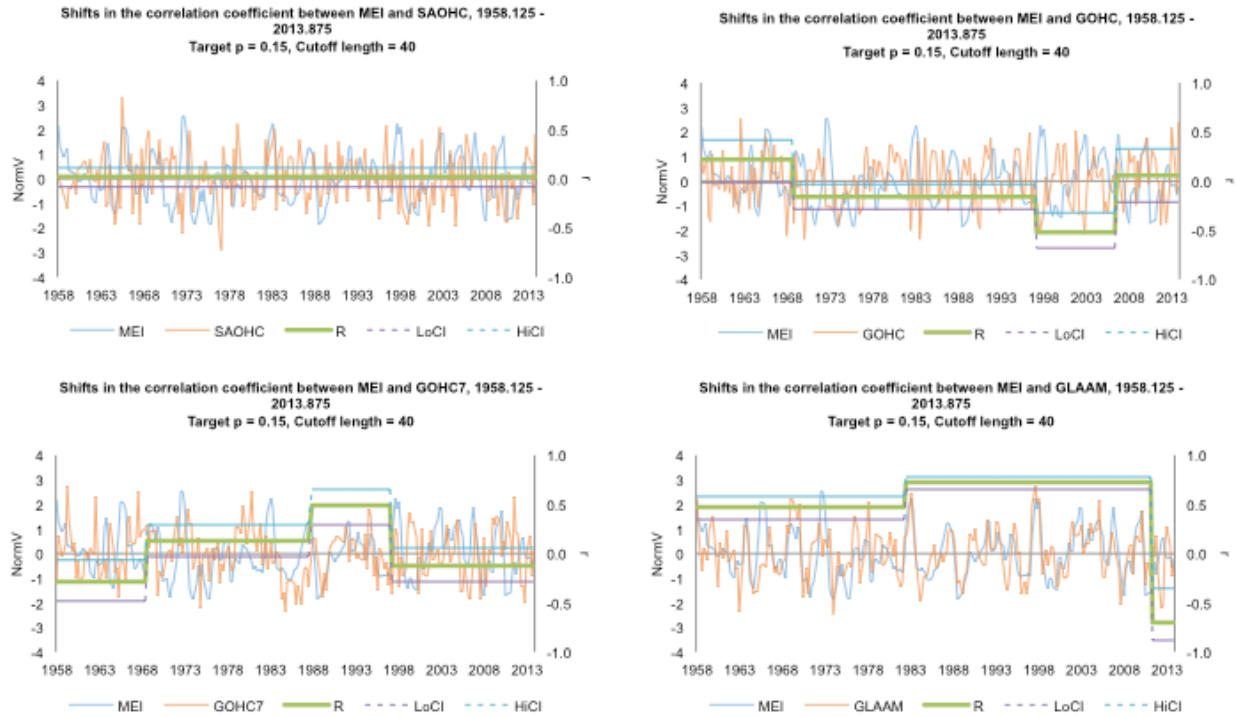 Shifts in the correlation coefficient between MEI and SAOHC, 1958.125 -
2013.875
Target p = 0.15, Cutoff length = 40
4
3
2
1
0
-1
-2
-3
-4
NormV
1.0
0.5
0.0
-0.5
-1.0
r
1958 1963 1968 1973 1978 1983 1988 1993 1998 2003 2008 2013
MEI SAOHC R LoCI HiCI
Shifts in the correlation coefficient between MEI and GOHC, 1958.125 -
2013.875
Target p = 0.15, Cutoff length = 40
4
3
2
1
0
-1
-2
-3
-4
NormV
1.0
0.5
0.0
-0.5
-1.0
r
1958 1963 1968 1973 1978 1983 1988 1993 1998 2003 2008 2013
MEI GOHC R LoCI HiCI
Shifts in the correlation coefficient between MEI and GOHC7, 1958.125 -
2013.875
Target p = 0.15, Cutoff length = 40
4
3
2
1
0
-1
-2
-3
-4
NormV
1.0
0.5
0.0
-0.5
-1.0
r
1958 1963 1968 1973 1978 1983 1988 1993 1998 2003 2008 2013
MEI GOHC7 R LoCI HiCI
Shifts in the correlation coefficient between MEI and GLAAM, 1958.125 -
2013.875
Target p = 0.15, Cutoff length = 40
4
3
2
1
0
-1
-2
-3
-4
NormV
1.0
0.5
0.0
-0.5
-1.0
r
1958 1963 1968 1973 1978 1983 1988 1993 1998 2003 2008 2013
MEI GLAAM R LoCI HiCI